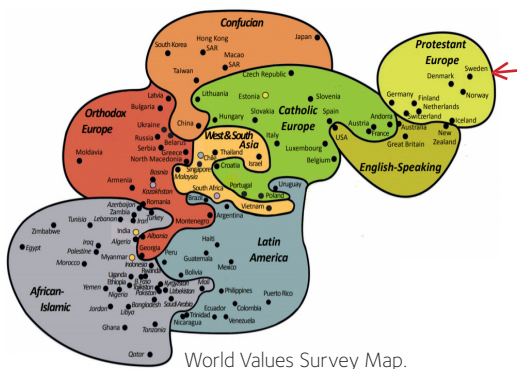 Confucian
Japan
Hong Kong
SAR
South Korea
Macao
SAR
Taiwan
Protestant
Europe
Sweden
Denmark
Norway
Germany
Finland
Netherlands
Switzerland
Iceland
Czech Republic
Estonia
Lithuania
Slovenia
Hungary
Slovakia
Catholic
Europe
Spain
Italy
Luxembourg
Belgium
Austria
France
Andorra
Croatia
Portugal
Poland
USA
Australia
Great Britain
New
Zealand
English-Speaking
Latvia
Bulgaria
China
Orthodox
Europe
Ukraine
Belarus
Russia
Serbia
Greece
North Macedonia
Moldavia
Bosnia
Armenia
Kazakhstan
Romania
Montenegro
Albania
Georgia
West & South
Asia
Thailand
Chile
Israel
Singapore
Malaysia
South Africa
Brazil
Vietnam
Uruguay
Argentina
Azerbaijan
Zambia
Tunisia
Lebanon
Iran
Turkey
Zimbabwe
India
Algeria
Egypt
Iraq
Palestine
Myanmar
Morocco
Indonesia
Rwanda
Uganda
Ethiopia
B.Faso
Kyrgyzstan
Yemen
Tajikistan
Pakistan
Uzbekistan
Nigeria
Mali
Bangladesh
Saudi Arabia
Jordan
Libya
Ghana
Tanzania
Qatar
African-
Islamic
Latin
America
Haiti
Peru
Guatemala
Mexico
Bolivia
Philippines
Puerto Rico
Ecuador
Colombia
Trinidad
Nicaragua
Venezuela
World Values Survey Map.